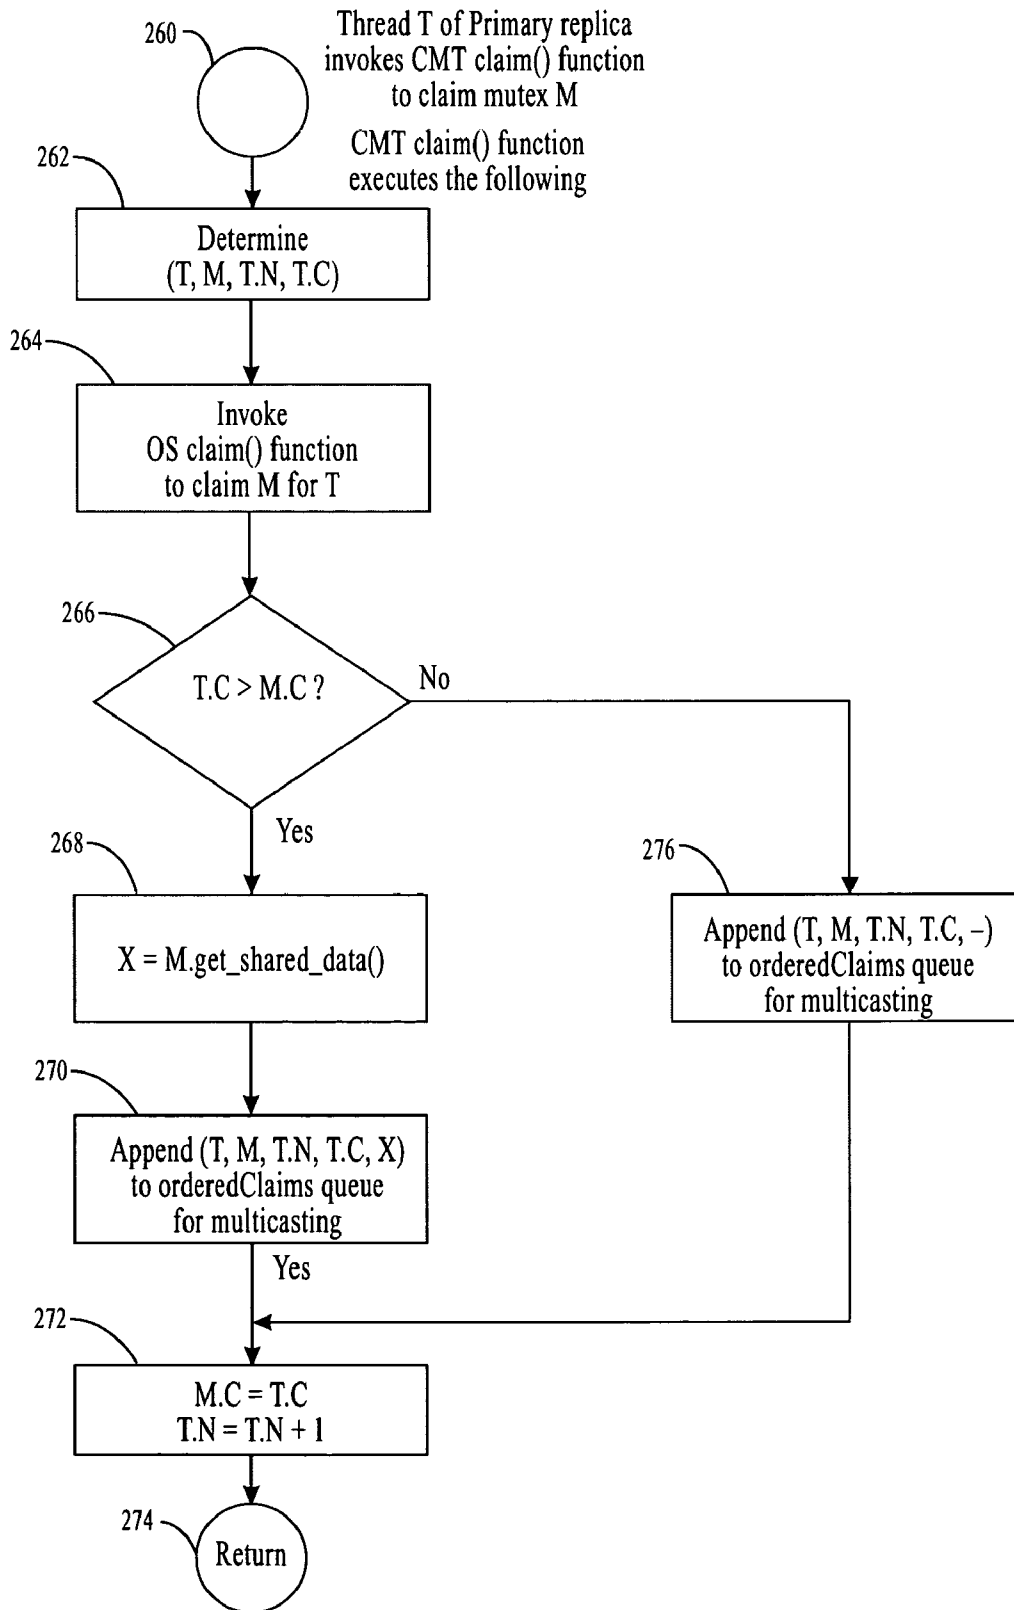 260
Thread T of Primary replica
invokes CMT claim() function
to claim mutex M
CMT claim() function
executes the following
262
Determine
(T, M, T.N, T.C)
264
Invoke
OS claim() function
to claim M for T
266
T.C > M.C ?
No
Yes
268
X = M.get_shared_data()
276
Append (T, M, T.N, T.C, –)
to orderedClaims queue
for multicasting
270
Append (T, M, T.N, T.C, X)
to orderedClaims queue
for multicasting
Yes
272
M.C = T.C
T.N = T.N + 1
274
Return